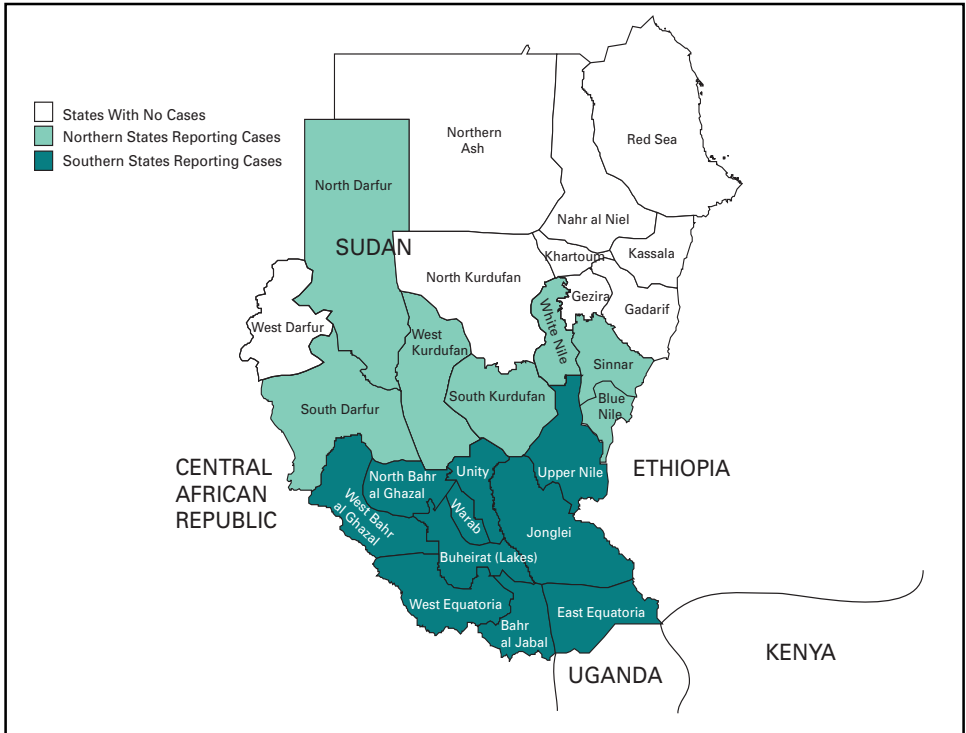 States With No Cases
Northern States Reporting Cases
Southern States Reporting Cases
Northern
Ash
Red Sea
North Darfur
Nahr al Niel
SUDAN
Khartoum
Kassala
North Kurdufan
Gezira
Gadarif
West Darfur
White Nile
West
Kurdufan
Sinnar
South Kurdufan
Blue
Nile
South Darfur
CENTRAL
AFRICAN
REPUBLIC
ETHIOPIA
North Bahr
al Ghazal
Unity
Upper Nile
West Bahr
al Ghazal
Warab
Jonglei
Buheirat (Lakes)
West Equatoria
East Equatoria
Bahr
al Jabal
UGANDA
KENYA